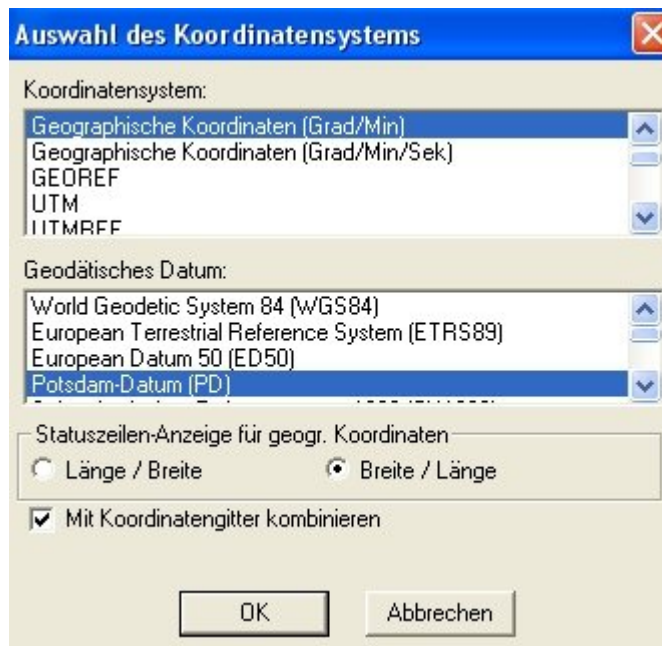 Auswahl des Koordinatensystems
Koordinatensystem:
Geographische Koordinaten (Grad/Min)
Geographische Koordinaten (Grad/Min/Sek)
GEOREF
UTM
UTMREF
Geodätisches Datum:
World Geodetic System 84 (WGS84)
European Terrestrial Reference System (ETRS89)
European Datum 50 (ED50)
Potsdam-Datum (PD)
Statuszeilen-Anzeige für geogr. Koordinaten
Länge / Breite
Breite / Länge
Mit Koordinatengitter kombinieren
OK
Abbrechen